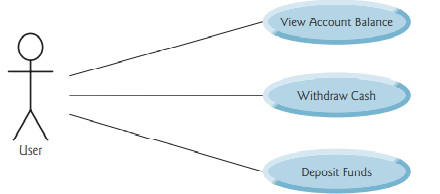 View Account Balance
Withdraw Cash
User
Deposit Funds